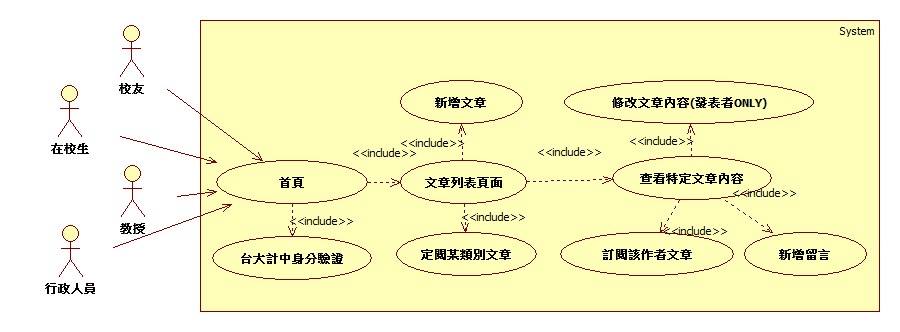 System
校友
在校生
教授
行政人員
新增文章
修改文章內容(發表者ONLY)
<<include>>
<<include>>
<<include>>
<<include>>
首頁
文章列表頁面
查看特定文章內容
<<include>>
<<include>>
<<include>>
<<include>>
台大計中身分驗證
定閱某類別文章
訂閱該作者文章
新增留言